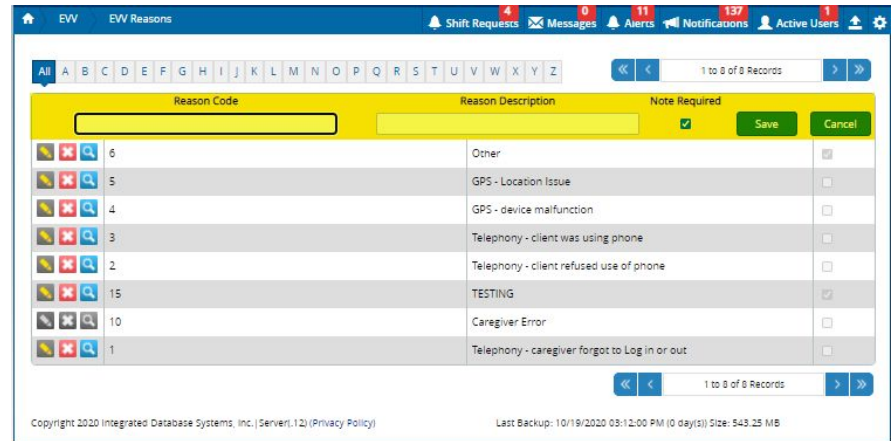 4 0 11 137 1
EVV EVV Reasons Shift Requests Messages Alerts Notifications Active Users
All A B C D E F G H I J K L M N O P Q R S T U V W X Y Z « < 1 to 8 of 8 Records > »
Reason Code Reason Description Note Required
Save Cancel
6 Other
5 GPS - Location Issue
4 GPS - device malfunction
3 Telephony - client was using phone
2 Telephony - client refused use of phone
15 TESTING
10 Caregiver Error
1 Telephony - caregiver forgot to Log in or out
« < 1 to 8 of 8 Records > »
Copyright 2020 Integrated Database Systems, Inc.|Server(.12) (Privacy Policy) Last Backup: 10/19/2020 03:12:00 PM (0 day(s)) Size: 543.25 MB